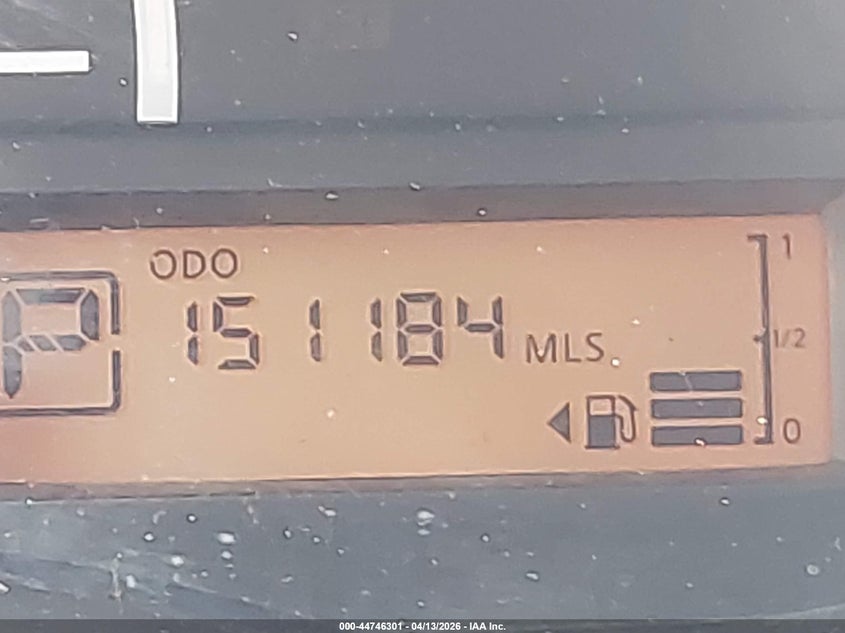 ODO
P 151184 MLS.
1
1/2
0
000-44746301 - 04/13/2026 - IAA Inc.